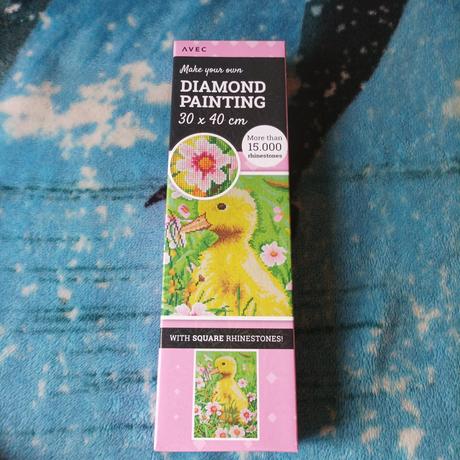 AVEC
Make your own
DIAMOND
PAINTING
30 x 40 cm
More than
15.000
rhinestones
WITH SQUARE RHINESTONES!